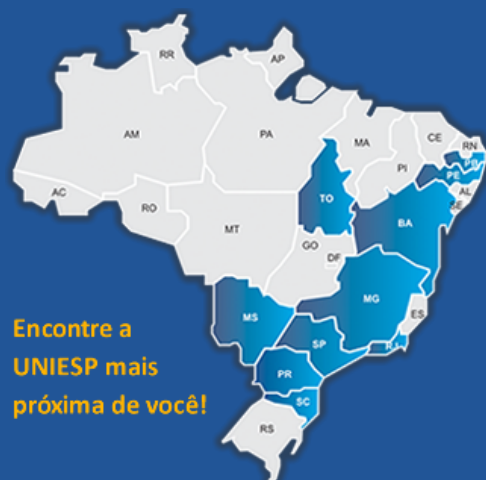 RR
AP
AM
PA
MA
CE
RN
PB
PI
PE
AC
AL
TO
SE
RO
BA
MT
GO
DF
MG
ES
MS
SP
RJ
PR
SC
RS
Encontre a
UNIESP mais
próxima de você!